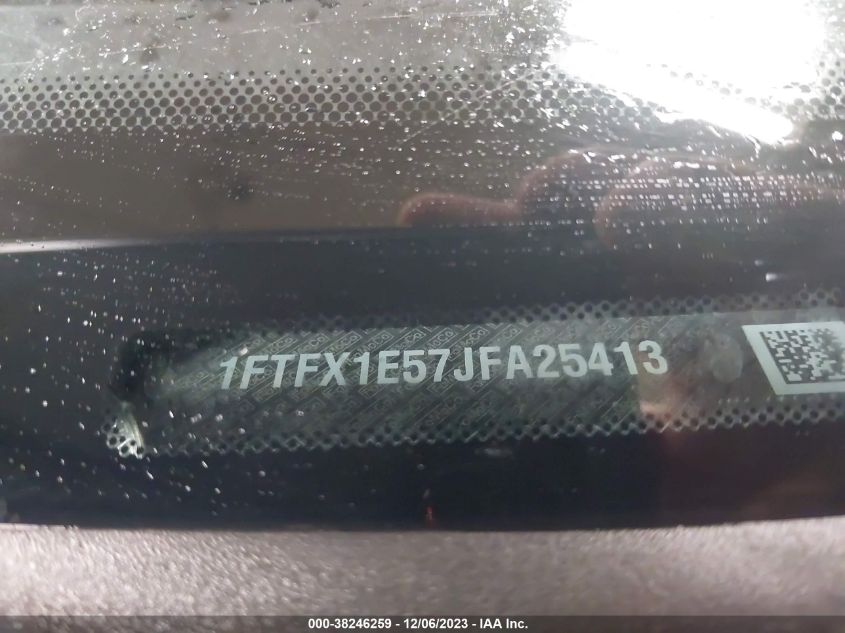 1FTFX1E57JFA25413
000-38246259 - 12/06/2023 - IAA Inc.